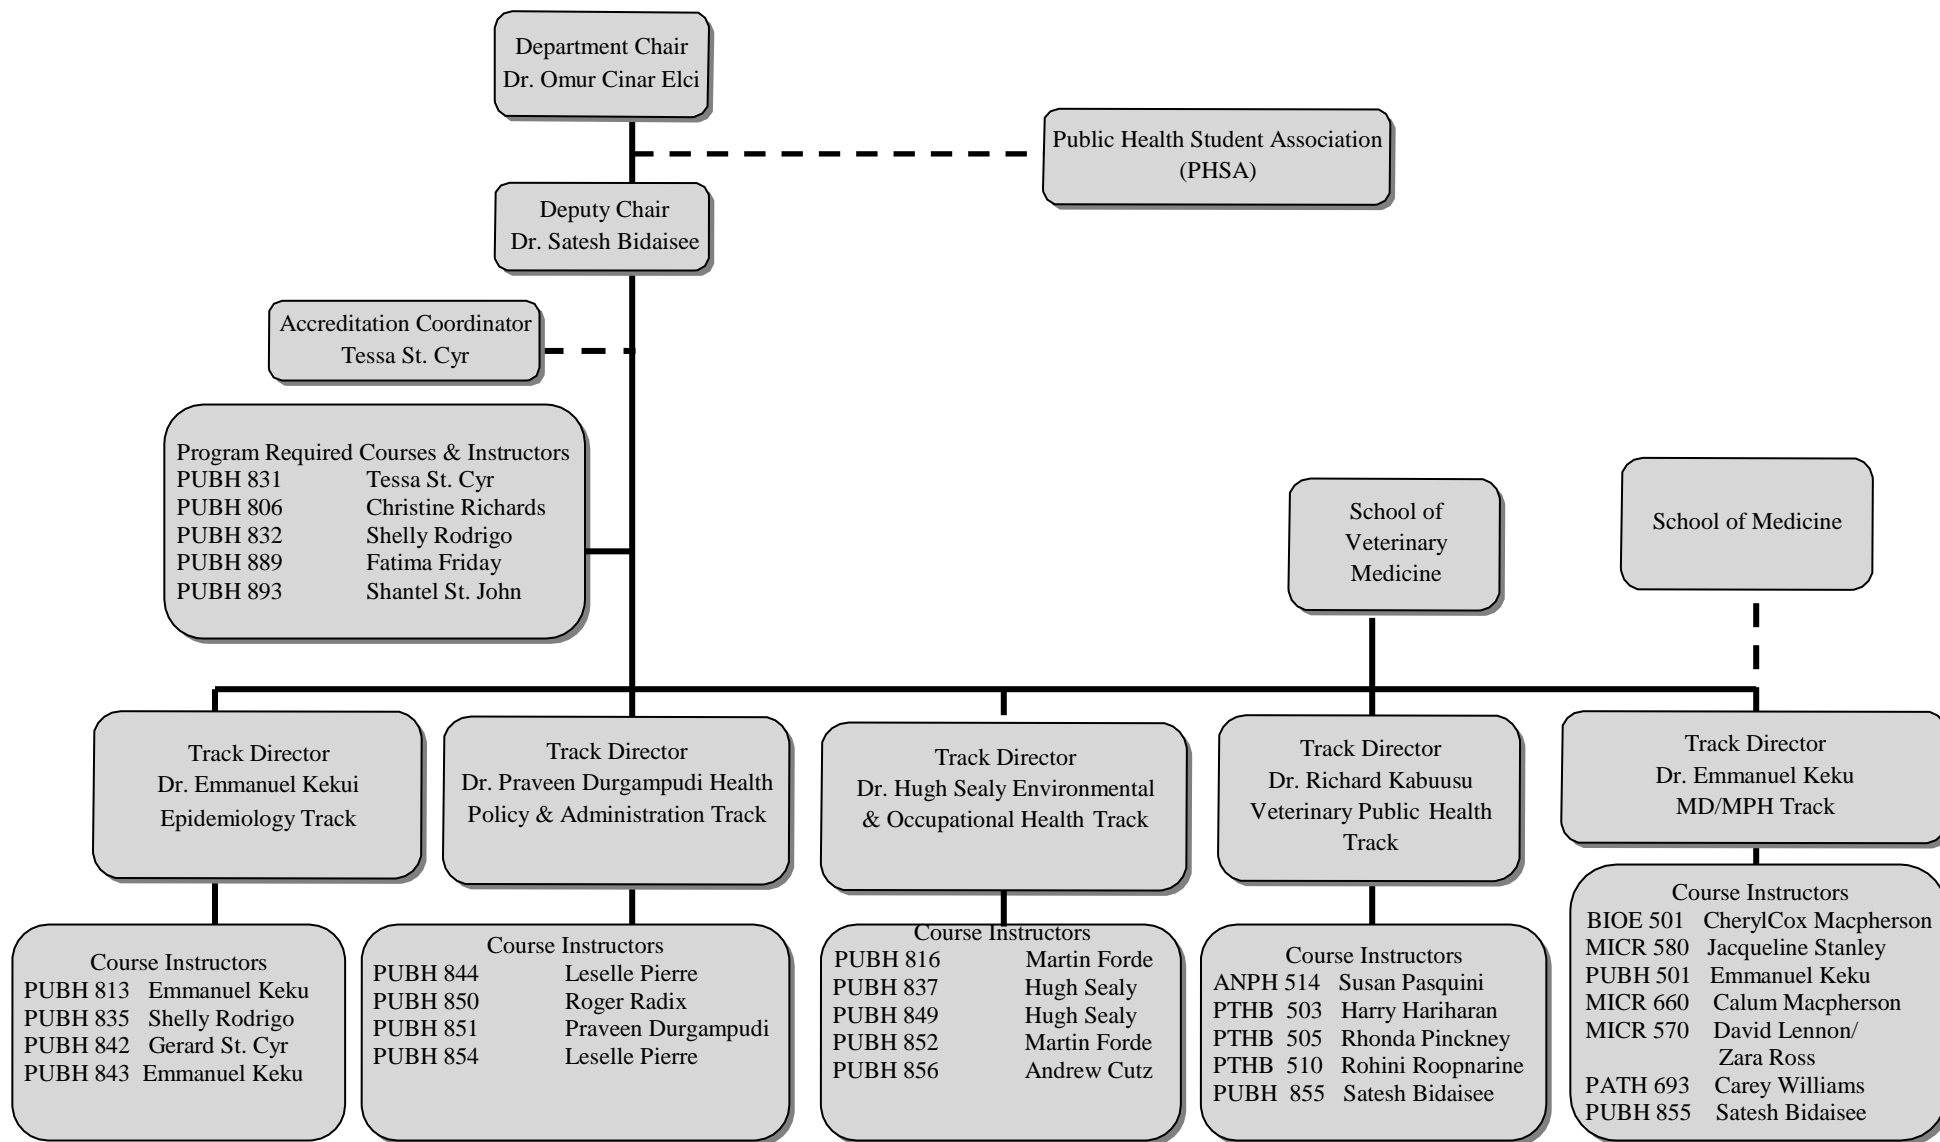 Department Chair
Dr. Omur Cinar Elci
Public Health Student Association
(PHSA)
Deputy Chair
Dr. Satesh Bidaisee
Accreditation Coordinator
Tessa St. Cyr
Program Required Courses & Instructors
PUBH 831 Tessa St. Cyr
PUBH 806 Christine Richards
PUBH 832 Shelly Rodrigo
PUBH 889 Fatima Friday
PUBH 893 Shantel St. John
School of
Veterinary
Medicine
School of Medicine
Track Director
Dr. Emmanuel Kekui
Epidemiology Track
Track Director
Dr. Praveen Durgampudi Health
Policy & Administration Track
Track Director
Dr. Hugh Sealy Environmental
& Occupational Health Track
Track Director
Dr. Richard Kabuusu
Veterinary Public Health
Track
Track Director
Dr. Emmanuel Keku
MD/MPH Track
Course Instructors
PUBH 813 Emmanuel Keku
PUBH 835 Shelly Rodrigo
PUBH 842 Gerard St. Cyr
PUBH 843 Emmanuel Keku
Course Instructors
PUBH 844 Leselle Pierre
PUBH 850 Roger Radix
PUBH 851 Praveen Durgampudi
PUBH 854 Leselle Pierre
Course Instructors
PUBH 816 Martin Forde
PUBH 837 Hugh Sealy
PUBH 849 Hugh Sealy
PUBH 852 Martin Forde
PUBH 856 Andrew Cutz
Course Instructors
ANPH 514 Susan Pasquini
PTHB 503 Harry Hariharan
PTHB 505 Rhonda Pinckney
PTHB 510 Rohini Roopnarine
PUBH 855 Satesh Bidaisee
Course Instructors
BIOE 501 CherylCox Macpherson
MICR 580 Jacqueline Stanley
PUBH 501 Emmanuel Keku
MICR 660 Calum Macpherson
MICR 570 David Lennon/
Zara Ross
PATH 693 Carey Williams
PUBH 855 Satesh Bidaisee